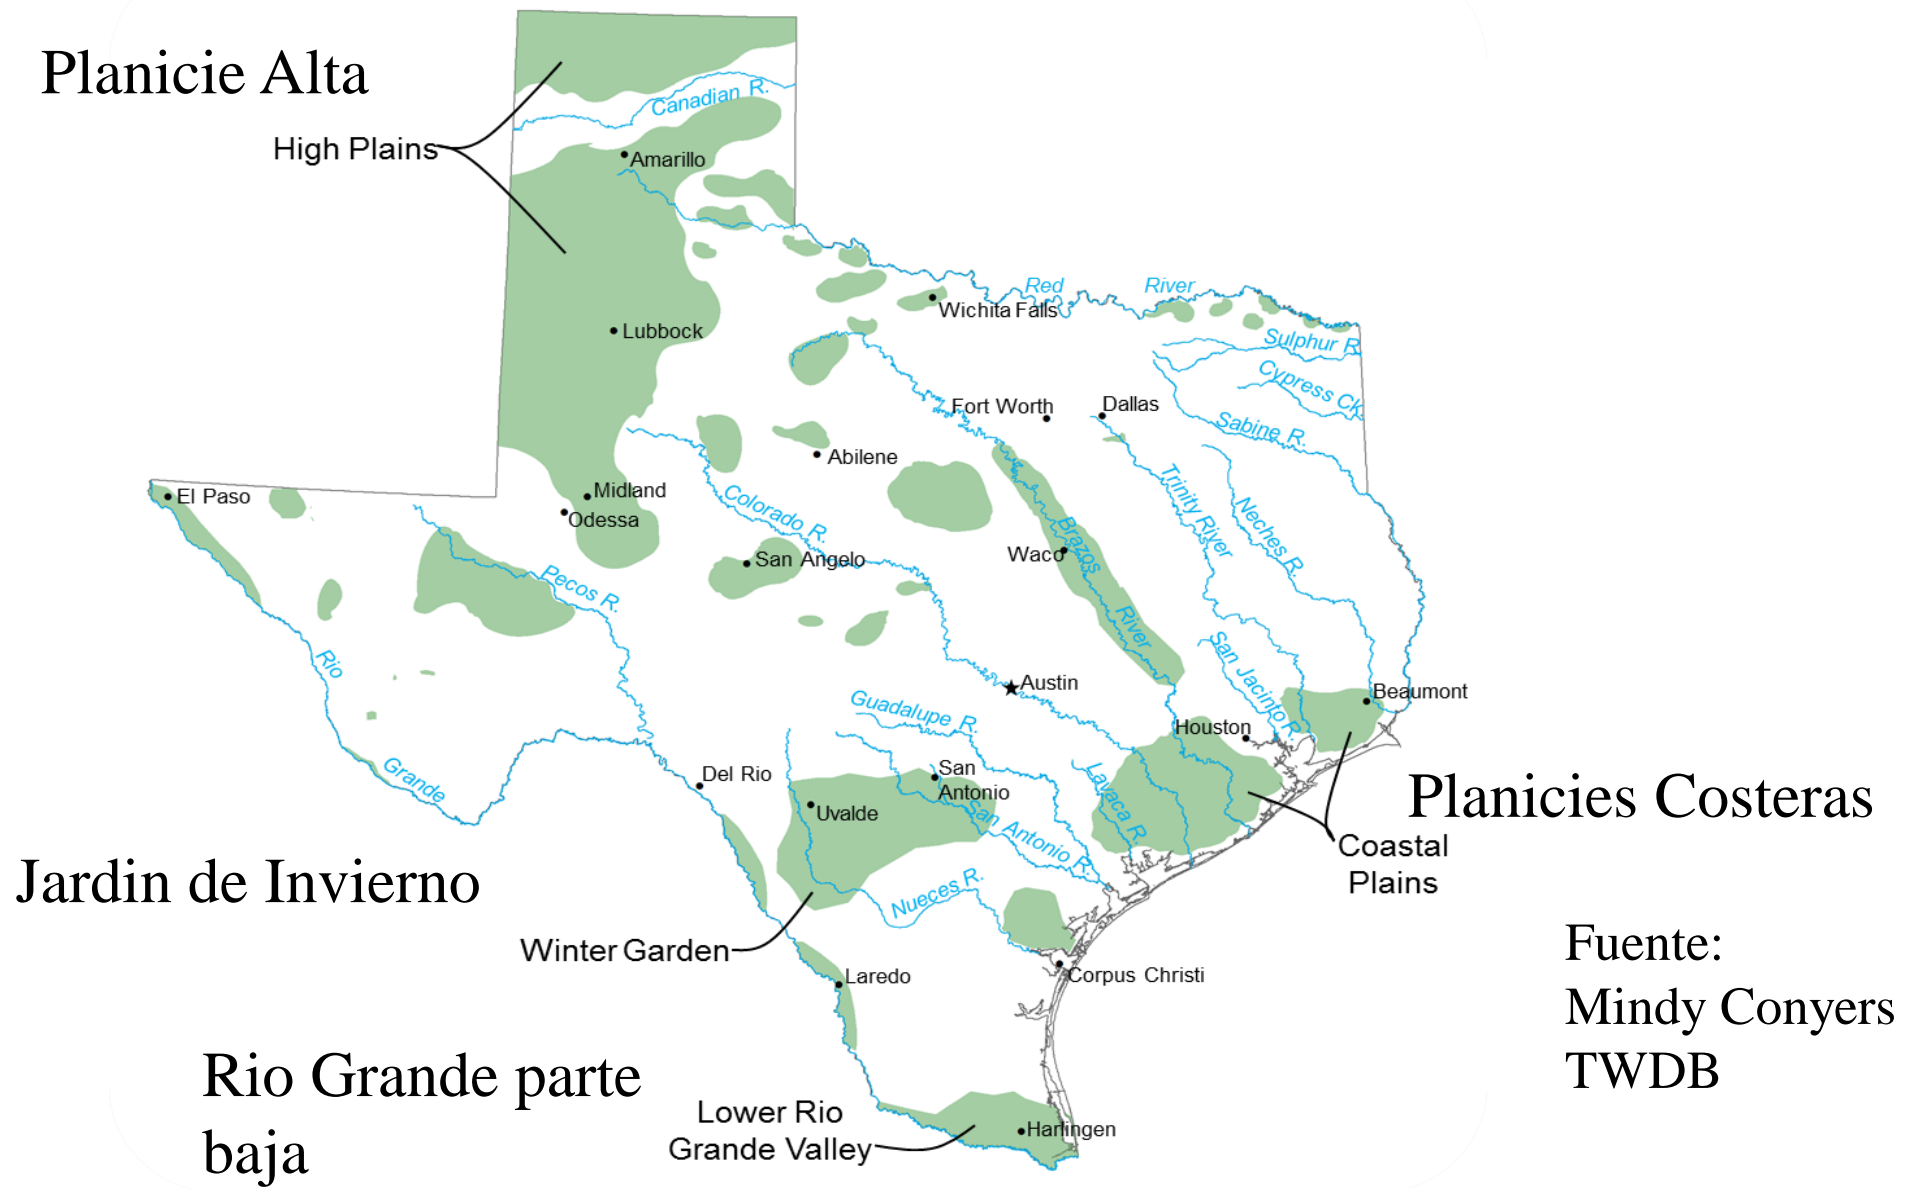 Planicie Alta
High Plains
Canadian R.
Amarillo
Lubbock
Red River
Wichita Falls
Sulphur R.
Cypress Ck.
Sabine R.
Fort Worth
Dallas
Abilene
El Paso
Midland
Odessa
Colorado R.
San Angelo
Waco
Brazos River
Trinity River
Neches R.
Pecos R.
Rio Grande
San Jacinto R.
Austin
Guadalupe R.
Houston
Beaumont
Del Rio
San
Antonio
Uvalde
San Antonio R.
Lavaca R.
Planicies Costeras
Coastal
Plains
Jardin de Invierno
Winter Garden
Nueces R.
Laredo
Corpus Christi
Fuente:
Mindy Conyers
TWDB
Rio Grande parte
baja
Lower Rio
Grande Valley
Harlingen